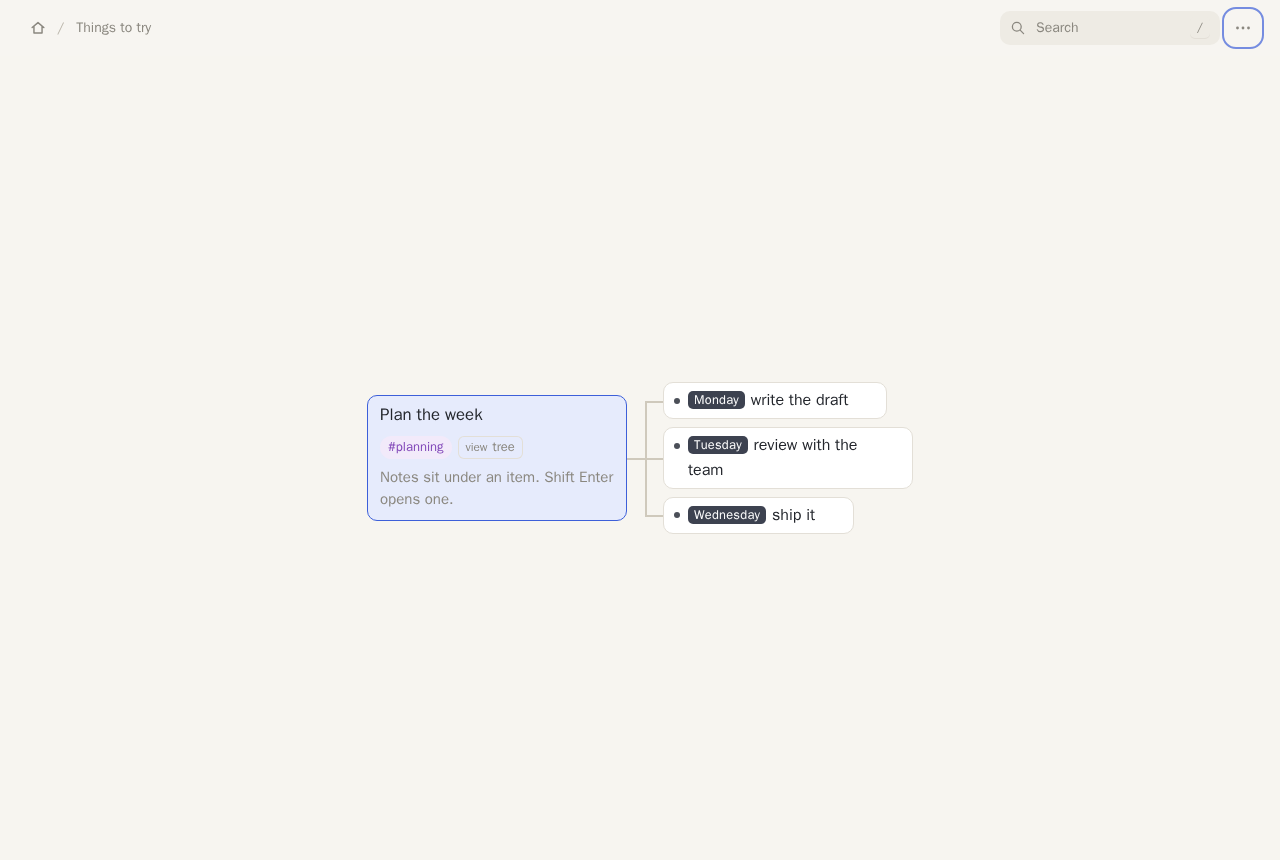 / Things to try
Search /
Plan the week
#planning view tree
Notes sit under an item. Shift Enter
opens one.
Monday write the draft
Tuesday review with the
team
Wednesday ship it